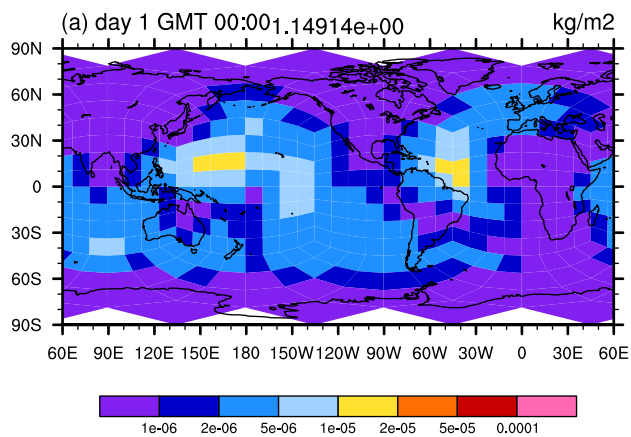 (a) day 1 GMT 00:00 1.14914e+00 kg/m2
90N
60N
30N
0
30S
60S
90S
60E 90E 120E 150E 180 150W 120W 90W 60W 30W 0 30E 60E
1e-06 2e-06 5e-06 1e-05 2e-05 5e-05 0.0001